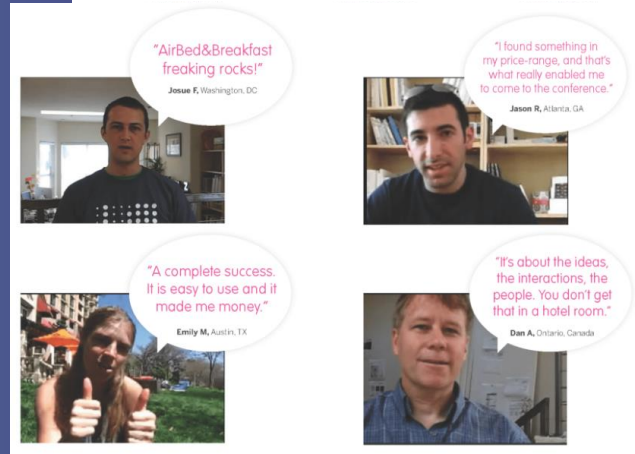 "AirBed&Breakfast
freaking rocks!"
Josue F, Washington, DC
"I found something in
my price-range, and that's
what really enabled me
to come to the conference."
Jason R, Atlanta, GA
"A complete success.
It is easy to use and it
made me money."
Emily M, Austin, TX
"It's about the ideas,
the interactions, the
people. You don't get
that in a hotel room."
Dan A, Ontario, Canada